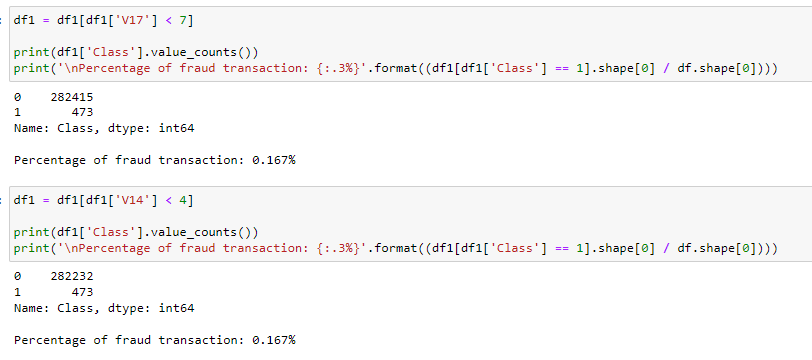 df1 = df1[df1['V17'] < 7]
print(df1['Class'].value_counts())
print('\nPercentage of fraud transaction: {:.3%}'.format((df1[df1['Class'] == 1].shape[0] / df.shape[0])))
0    282415
1       473
Name: Class, dtype: int64
Percentage of fraud transaction: 0.167%
df1 = df1[df1['V14'] < 4]
print(df1['Class'].value_counts())
print('\nPercentage of fraud transaction: {:.3%}'.format((df1[df1['Class'] == 1].shape[0] / df.shape[0])))
0    282232
1       473
Name: Class, dtype: int64
Percentage of fraud transaction: 0.167%